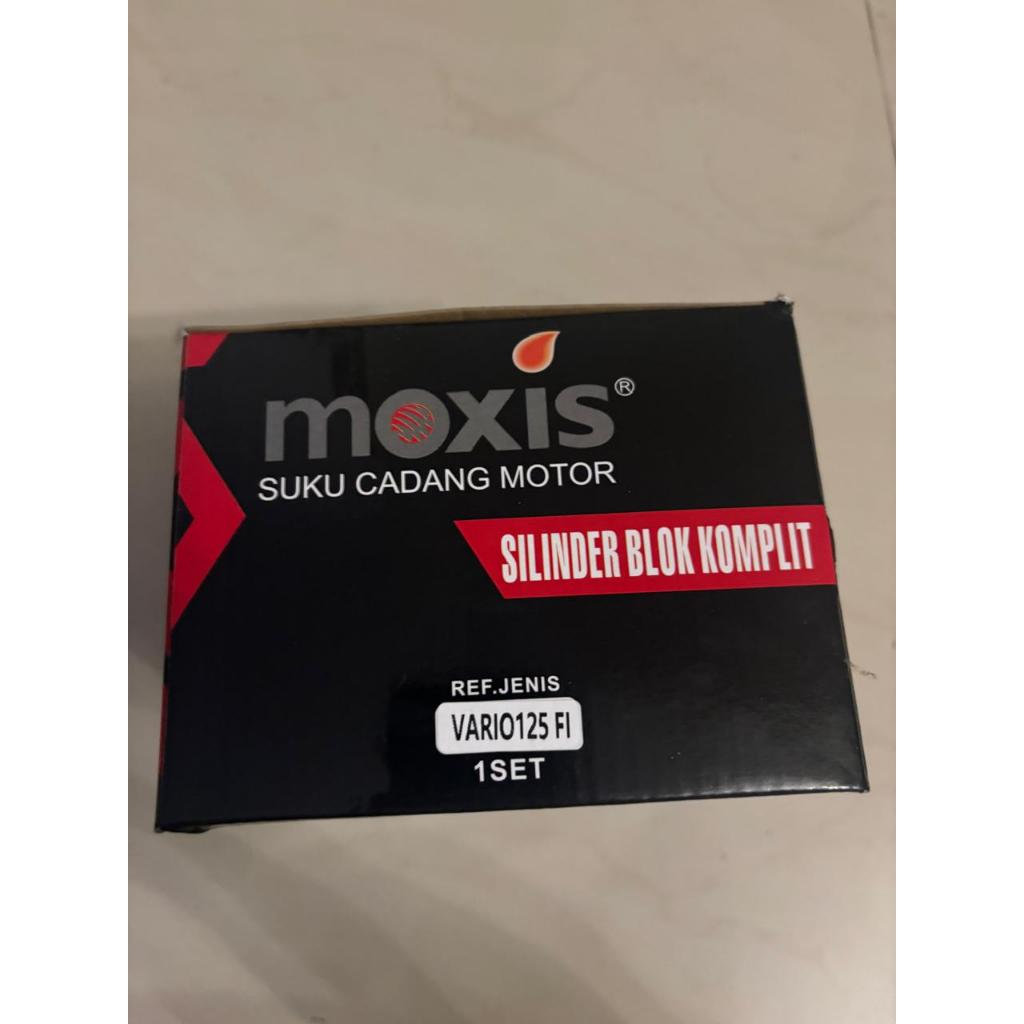 moxis®
SUKU CADANG MOTOR
SILINDER BLOK KOMPLIT
REF.JENIS
VARIO125 FI
1SET